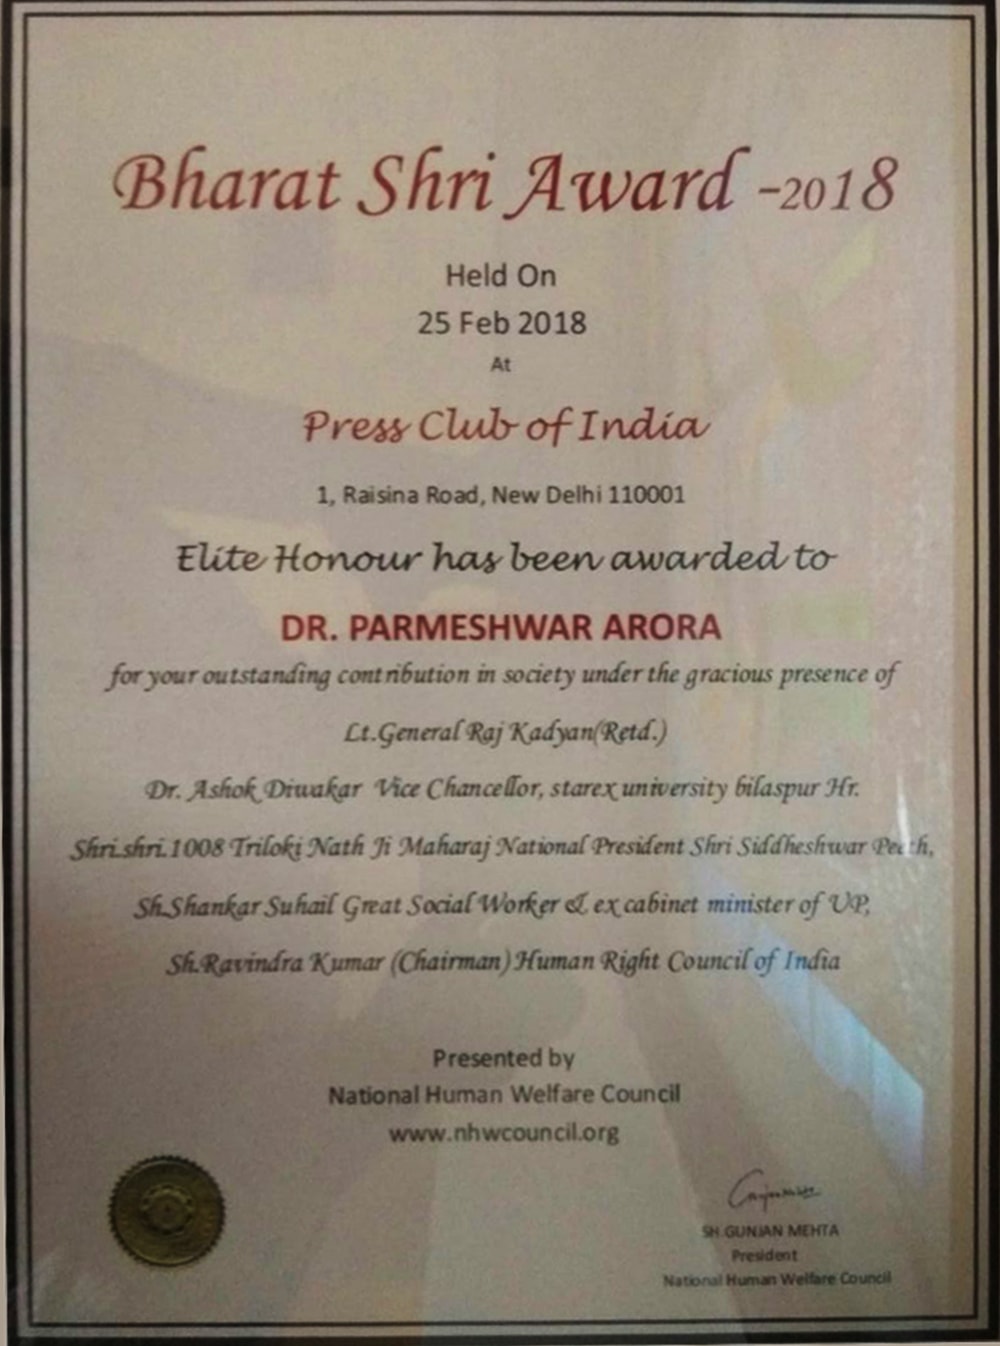 Bharat Shri Award -2018
Held On
25 Feb 2018
At
Press Club of India
1, Raisina Road, New Delhi 110001
Elite Honour has been awarded to
DR. PARMESHWAR ARORA
for your outstanding contribution in society under the gracious presence of
Lt.General Raj Kadyan(Retd.)
Dr. Ashok Diwakar Vice Chancellor, starex university bilaspur Hr.
Shri.shri.1008 Triloki Nath Ji Maharaj National President Shri Siddheshwar Peeth,
Sh.Shankar Suhail Great Social Worker & ex cabinet minister of UP,
Sh.Ravindra Kumar (Chairman) Human Right Council of India
Presented by
National Human Welfare Council
www.nhwcouncil.org
SH.GUNJAN MEHTA
President
National Human Welfare Council